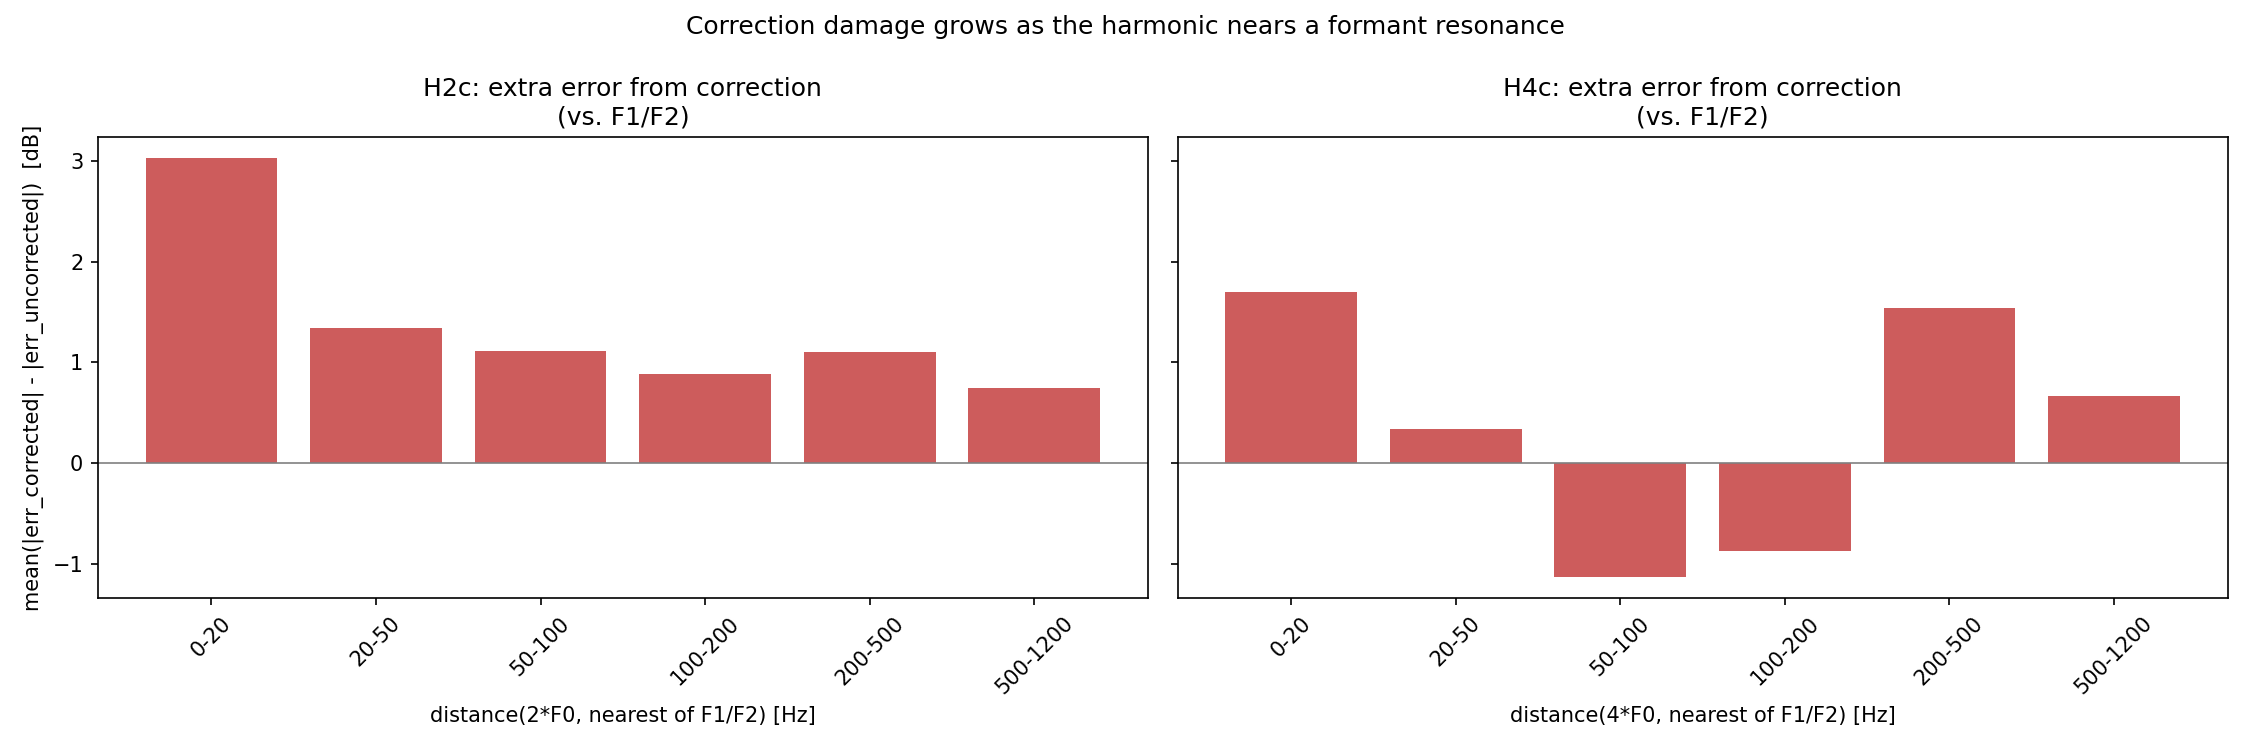 Correction damage grows as the harmonic nears a formant resonance
H2c: extra error from correction
(vs. F1/F2)
mean(|err_corrected| - |err_uncorrected|)  [dB]
3
2
1
0
−1
0-20
20-50
50-100
100-200
200-500
500-1200
distance(2*F0, nearest of F1/F2) [Hz]
H4c: extra error from correction
(vs. F1/F2)
0-20
20-50
50-100
100-200
200-500
500-1200
distance(4*F0, nearest of F1/F2) [Hz]